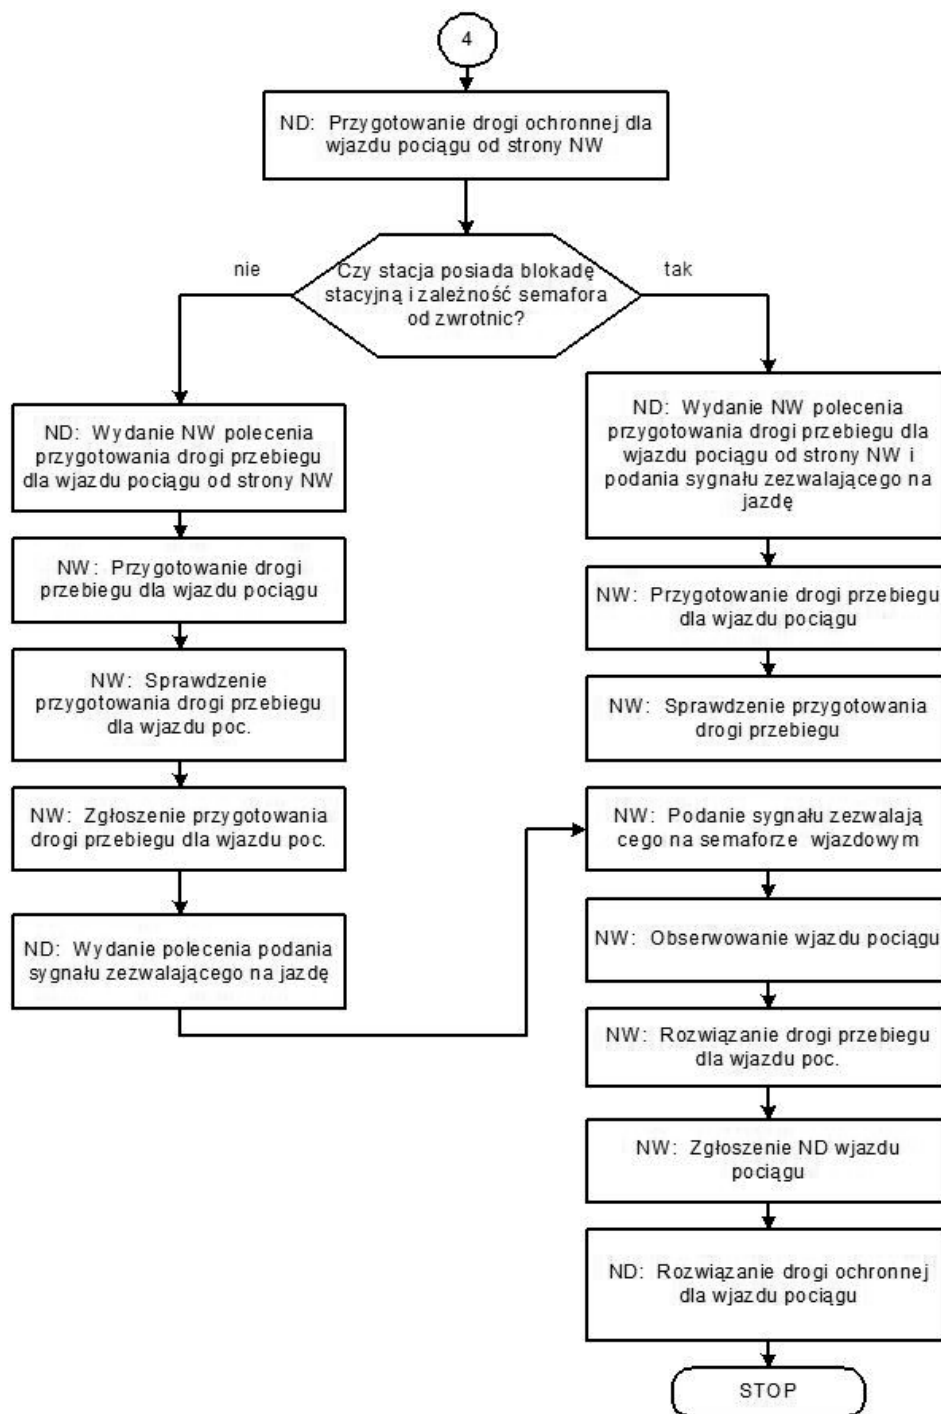 4
ND: Przygotowanie drogi ochronnej dla
wjazdu pociągu od strony NW
nie
Czy stacja posiada blokadę
stacyjną i zależność semafora
od zwrotnic?
tak
ND: Wydanie NW polecenia
przygotowania drogi przebiegu
dla wjazdu pociągu od strony NW
NW: Przygotowanie drogi
przebiegu dla wjazdu pociągu
NW: Sprawdzenie
przygotowania drogi przebiegu
dla wjazdu poc.
NW: Zgłoszenie przygotowania
drogi przebiegu dla wjazdu poc.
ND: Wydanie polecenia podania
sygnału zezwalającego na jazdę
ND: Wydanie NW polecenia
przygotowania drogi przebiegu dla
wjazdu pociągu od strony NW i
podania sygnału zezwalającego na
jazdę
NW: Przygotowanie drogi przebiegu
dla wjazdu pociągu
NW: Sprawdzenie przygotowania
drogi przebiegu
NW: Podanie sygnału zezwalają
cego na semaforze wjazdowym
NW: Obserwowanie wjazdu pociągu
NW: Rozwiązanie drogi przebiegu
dla wjazdu poc.
NW: Zgłoszenie ND wjazdu
pociągu
ND: Rozwiązanie drogi ochronnej
dla wjazdu pociągu
STOP